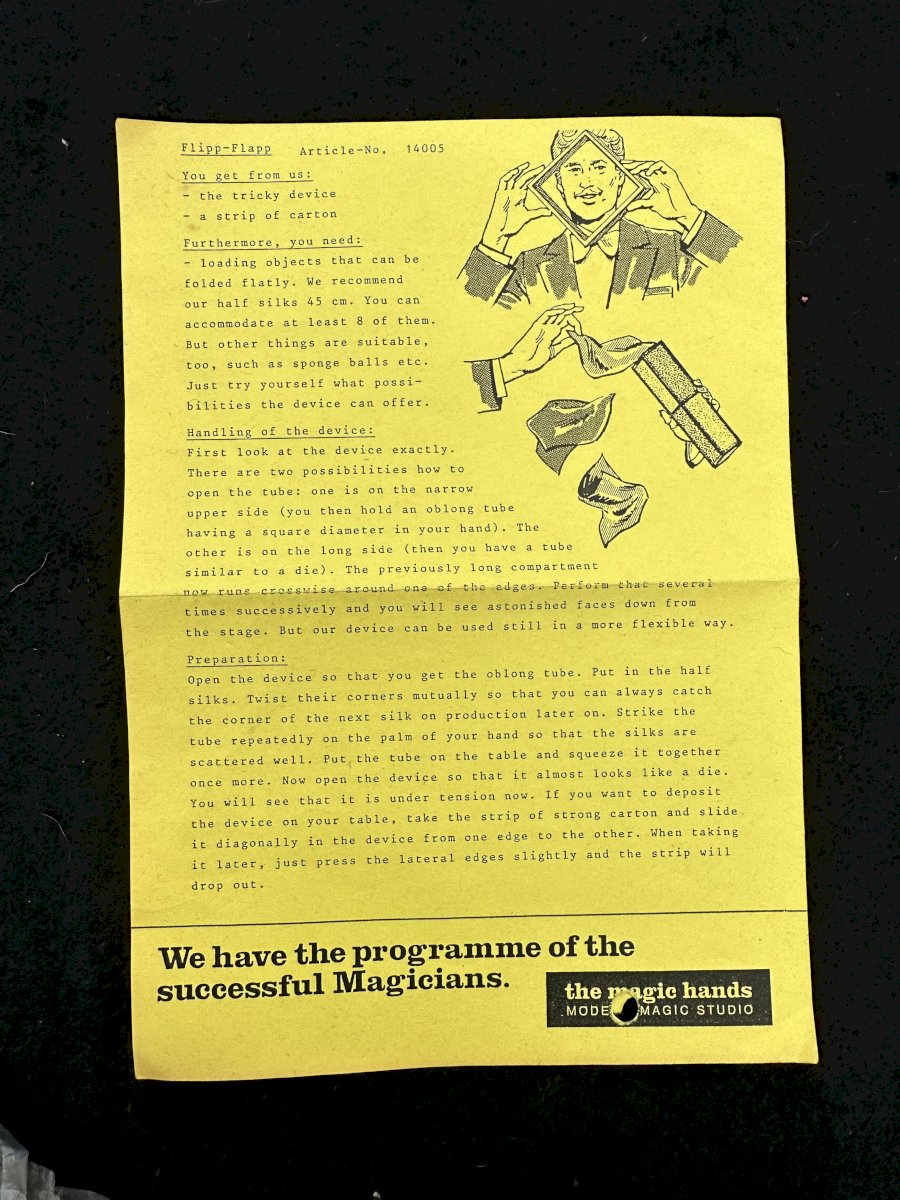 Flipp-Flapp Article-No. 14005
You get from us:
- the tricky device
- a strip of carton
Furthermore, you need:
- loading objects that can be
folded flatly. We recommend
our half silks 45 cm. You can
accommodate at least 8 of them.
But other things are suitable,
too, such as sponge balls etc.
Just try yourself what possi-
bilities the device can offer.
Handling of the device:
First look at the device exactly.
There are two possibilities how to
open the tube: one is on the narrow
upper side (you then hold an oblong tube
having a square diameter in your hand). The
other is on the long side (then you have a tube
similar to a die). The previously long compartment
now runs crosswise around one of the edges. Perform that several
times successively and you will see astonished faces down from
the stage. But our device can be used still in a more flexible way.
Preparation:
Open the device so that you get the oblong tube. Put in the half
silks. Twist their corners mutually so that you can always catch
the corner of the next silk on production later on. Strike the
tube repeatedly on the palm of your hand so that the silks are
scattered well. Put the tube on the table and squeeze it together
once more. Now open the device so that it almost looks like a die.
You will see that it is under tension now. If you want to deposit
the device on your table, take the strip of strong carton and slide
it diagonally in the device from one edge to the other. When taking
it later, just press the lateral edges slightly and the strip will
drop out.
We have the programme of the
successful Magicians.
the magic hands
MAGIC STUDIO